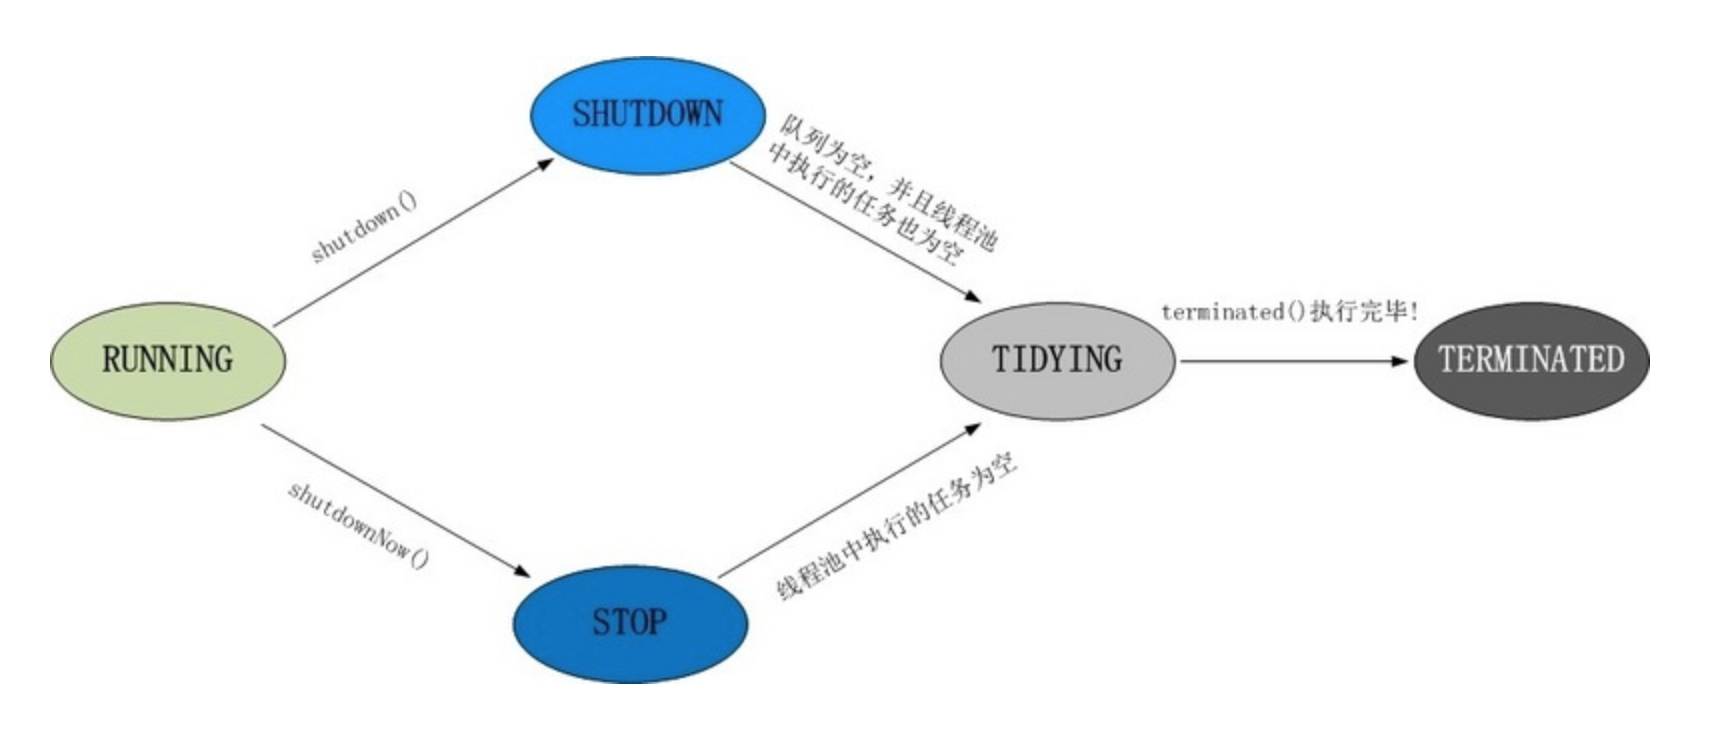 SHUTDOWN
队列为空，并且线程池
中执行的任务也为空
shutdown()
RUNNING
TIDYING
terminated()执行完毕!
TERMINATED
shutdownNow()
线程池中执行的任务为空
STOP